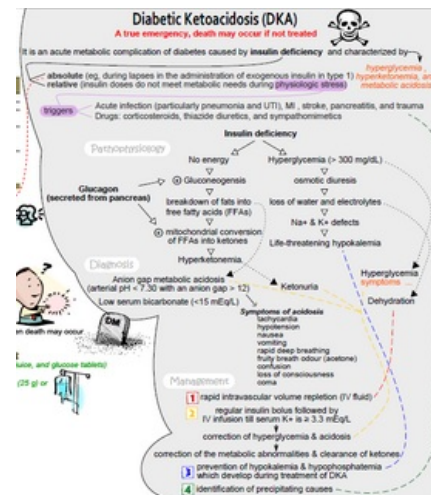 Diabetic Ketoacidosis (DKA)
A true emergency, death may occur if not treated
It is an acute metabolic complication of diabetes caused by insulin deficiency and characterized by
hyperglycemia,
hyperketonemia, and
metabolic acidosis
absolute (eg, during lapses in the administration of exogenous insulin in type 1)
relative (insulin doses do not meet metabolic needs during physiologic stress)
triggers
Acute infection (particularly pneumonia and UTI), MI, stroke, pancreatitis, and trauma
Drugs: corticosteroids, thiazide diuretics, and sympathomimetics
Insulin deficiency
Pathophysiology
No energy
Hyperglycemia (> 300 mg/dL)
Glucagon
(secreted from pancreas)
+ Gluconeogenesis
osmotic diuresis
breakdown of fats into
free fatty acids (FFAs)
loss of water and electrolytes
+ mitochondrial conversion
of FFAs into ketones
Na+ & K+ defects
Life-threatening hypokalemia
Hyperketonemia
Diagnosis
Anion gap metabolic acidosis
(arterial pH < 7.30 with an anion gap > 12)
Ketonuria
Hyperglycemia
symptoms ...
Low serum bicarbonate (<15 mEq/L)
Dehydration
Symptoms of acidosis
tachycardia
hypotension
nausea
vomiting
rapid deep breathing
fruity breath odour (acetone)
confusion
loss of consciousness
coma
DM
en death may occur
juice, and glucose tablets)
(25 g) or
Management
1 rapid intravascular volume repletion (IV fluid)
2 regular insulin bolus followed by
IV infusion till serum K+ is ≥ 3.3 mEq/L
correction of hyperglycemia & acidosis
correction of the metabolic abnormalities & clearance of ketones
3 prevention of hypokalemia & hypophosphatemia
which develop during treatment of DKA
4 identification of precipitating causes